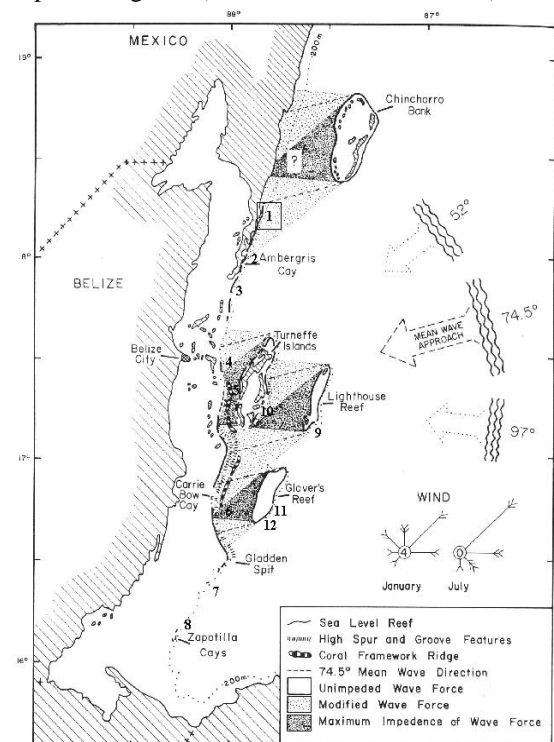 88°
87°
MEXICO
200m
19°
Chinchorro
Bank
?
1
52°
2 Ambergris
Cay
18°
BELIZE
3
74.5°
MEAN WAVE
APPROACH
Turneffe
Islands
Belize
City
4
10
Lighthouse
Reef
9
97°
17°
Carrie
Bow
Cay
Glover's
Reef
6
11
12
WIND
Gladden
Spit
4
0
January
July
7
8
Zapotilla
Cays
16°
200m
Sea Level Reef
High Spur and Groove Features
Coral Framework Ridge
74.5° Mean Wave Direction
Unimpeded Wave Force
Modified Wave Force
Maximum Impedence of Wave Force